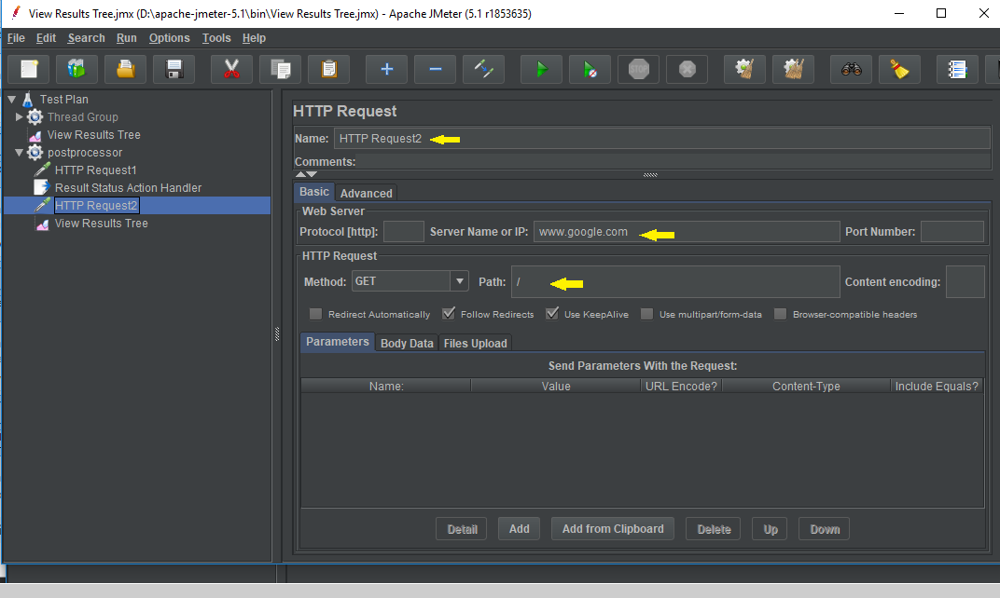 View Results Tree.jmx (D:\apache-jmeter-5.1\bin\View Results Tree.jmx) - Apache JMeter (5.1 r1853635)
File Edit Search Run Options Tools Help
STOP
Test Plan
Thread Group
View Results Tree
postprocessor
HTTP Request1
Result Status Action Handler
HTTP Request2
View Results Tree
HTTP Request
Name: HTTP Request2
Comments:
Basic Advanced
Web Server
Protocol [http]: Server Name or IP: www.google.com Port Number:
HTTP Request
Method: GET Path: / Content encoding:
Redirect Automatically Follow Redirects Use KeepAlive Use multipart/form-data Browser-compatible headers
Parameters Body Data Files Upload
Send Parameters With the Request:
Name: Value URL Encode? Content-Type Include Equals?
Detail Add Add from Clipboard Delete Up Down